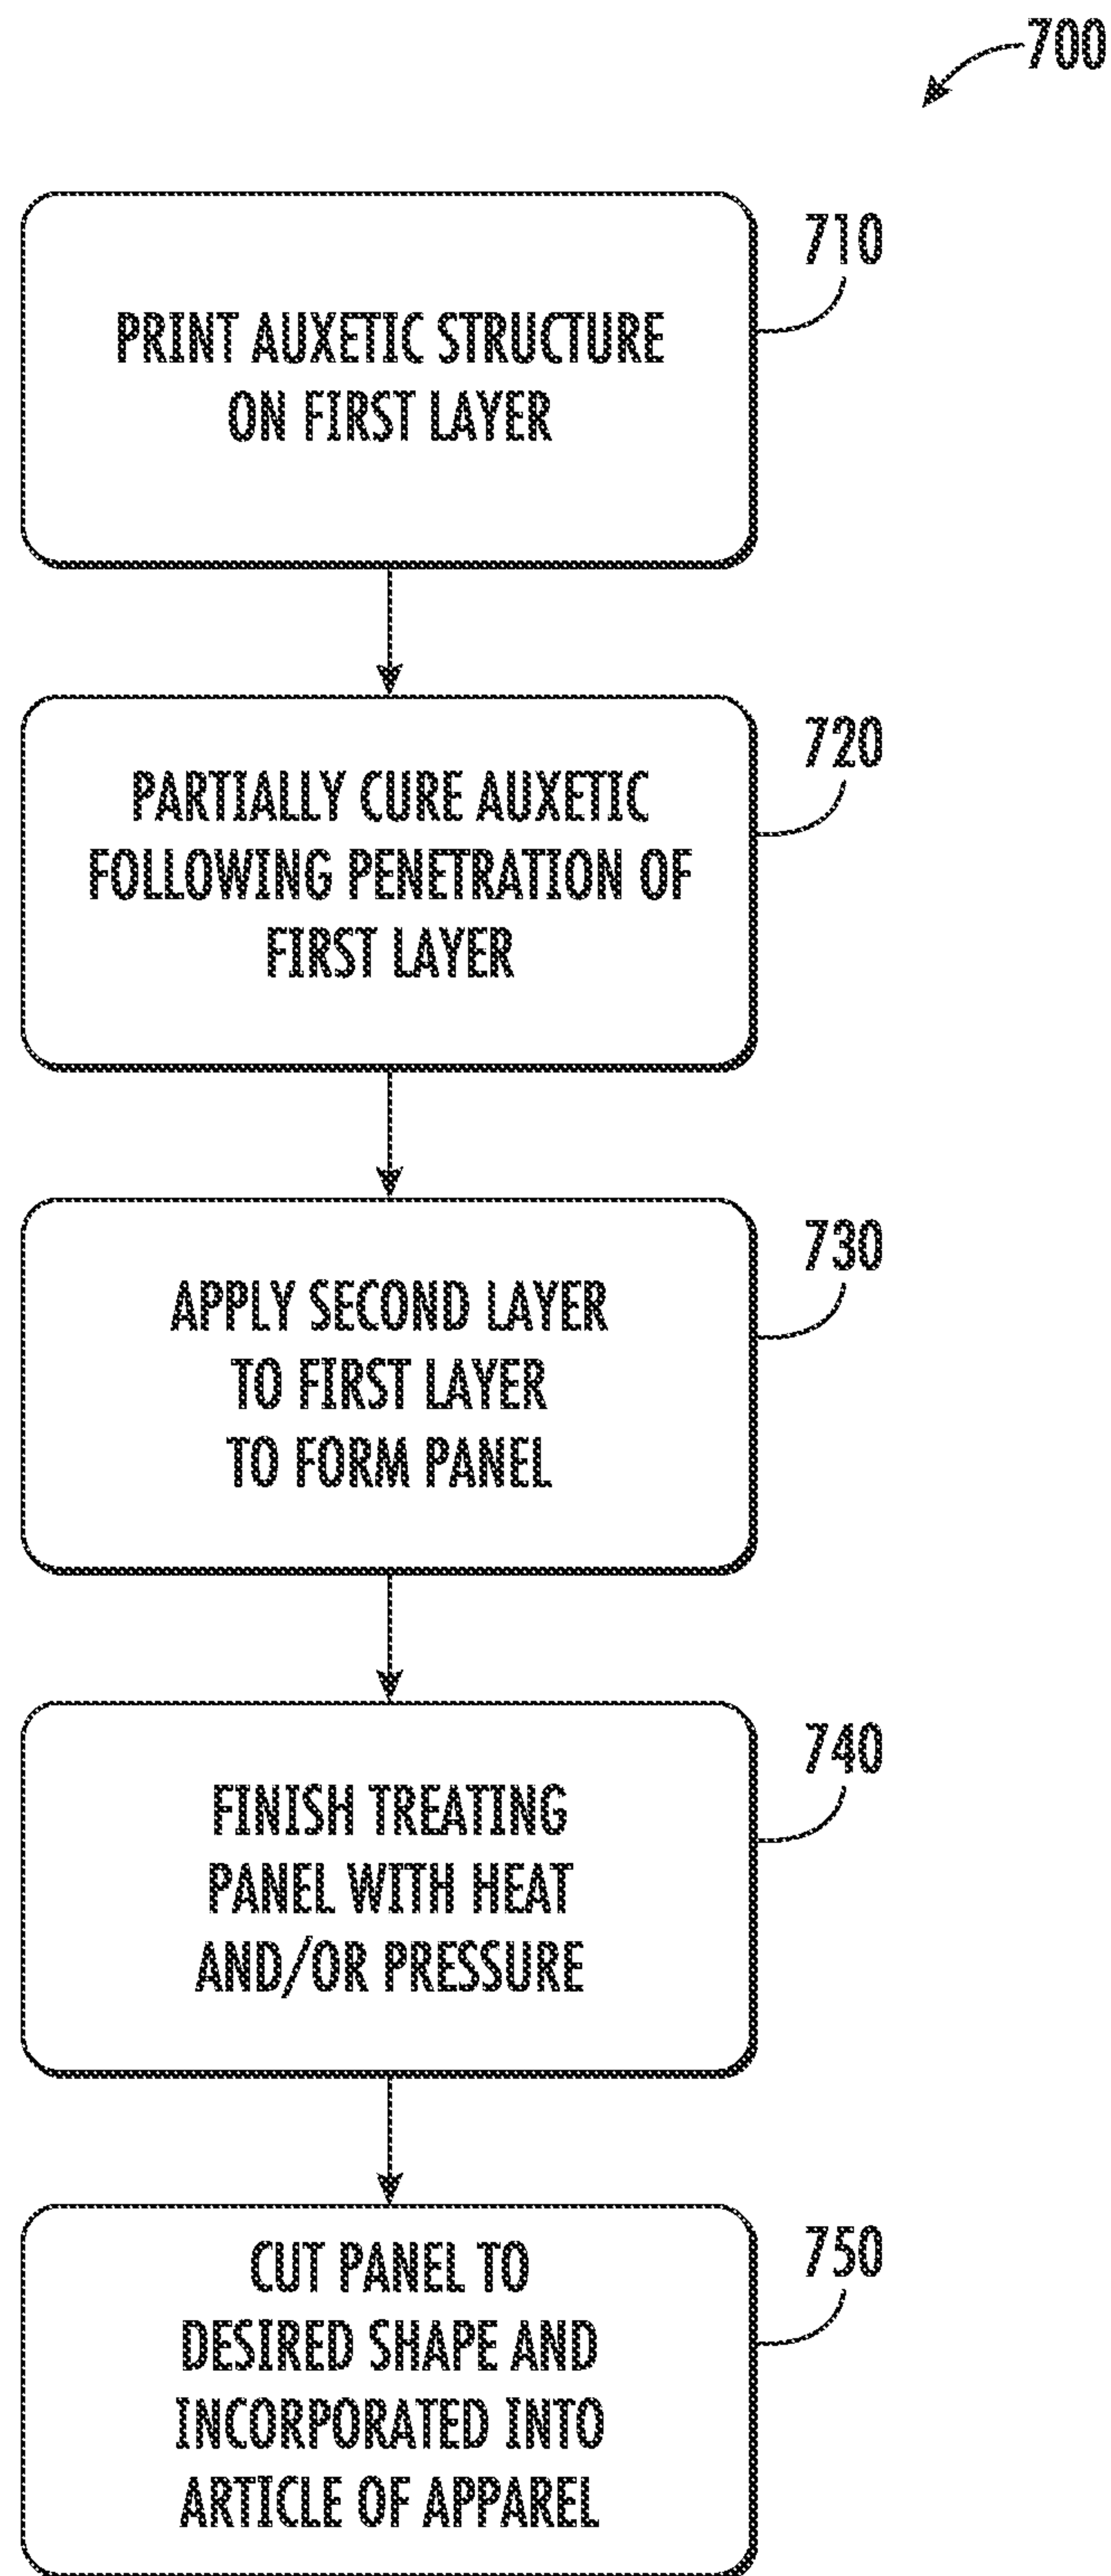 700
710
PRINT AUXETIC STRUCTURE
ON FIRST LAYER
720
PARTIALLY CURE AUXETIC
FOLLOWING PENETRATION OF
FIRST LAYER
730
APPLY SECOND LAYER
TO FIRST LAYER
TO FORM PANEL
740
FINISH TREATING
PANEL WITH HEAT
AND/OR PRESSURE
750
CUT PANEL TO
DESIRED SHAPE AND
INCORPORATED INTO
ARTICLE OF APPAREL